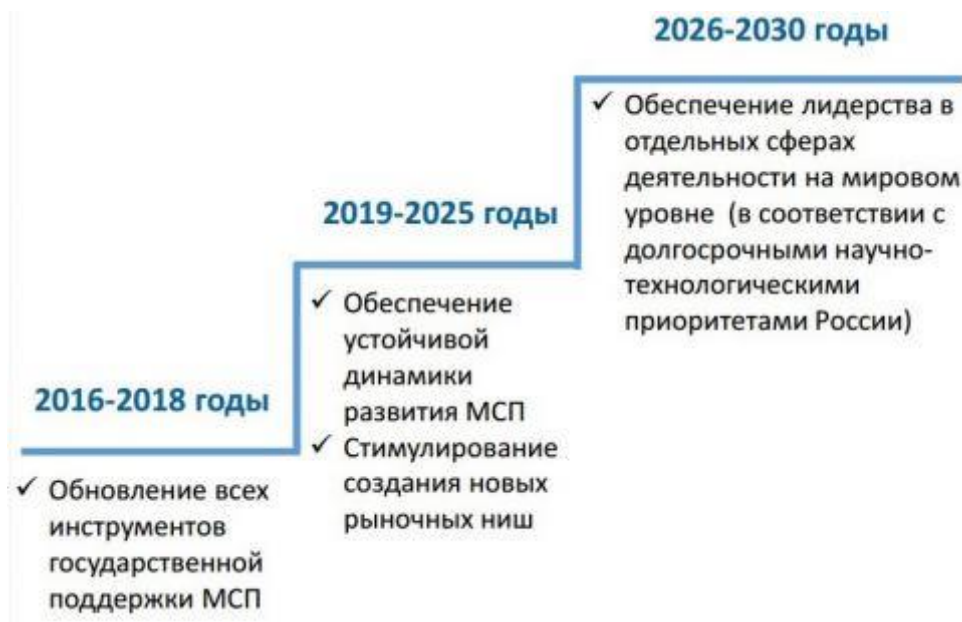 2016-2018 годы
✓ Обновление всех
инструментов
государственной
поддержки МСП
2019-2025 годы
✓ Обеспечение
устойчивой
динамики
развития МСП
✓ Стимулирование
создания новых
рыночных ниш
2026-2030 годы
✓ Обеспечение лидерства в
отдельных сферах
деятельности на мировом
уровне (в соответствии с
долгосрочными научно-
технологическими
приоритетами России)